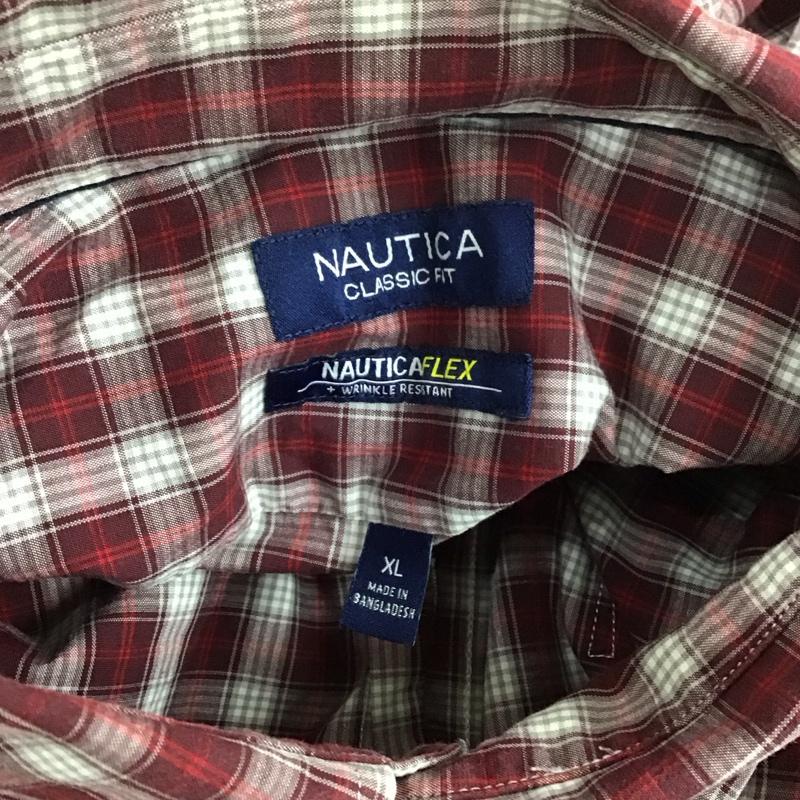 NAUTICA
CLASSIC FIT
NAUTICAFLEX
+ WRINKLE RESISTANT
XL
MADE IN
BANGLADESH